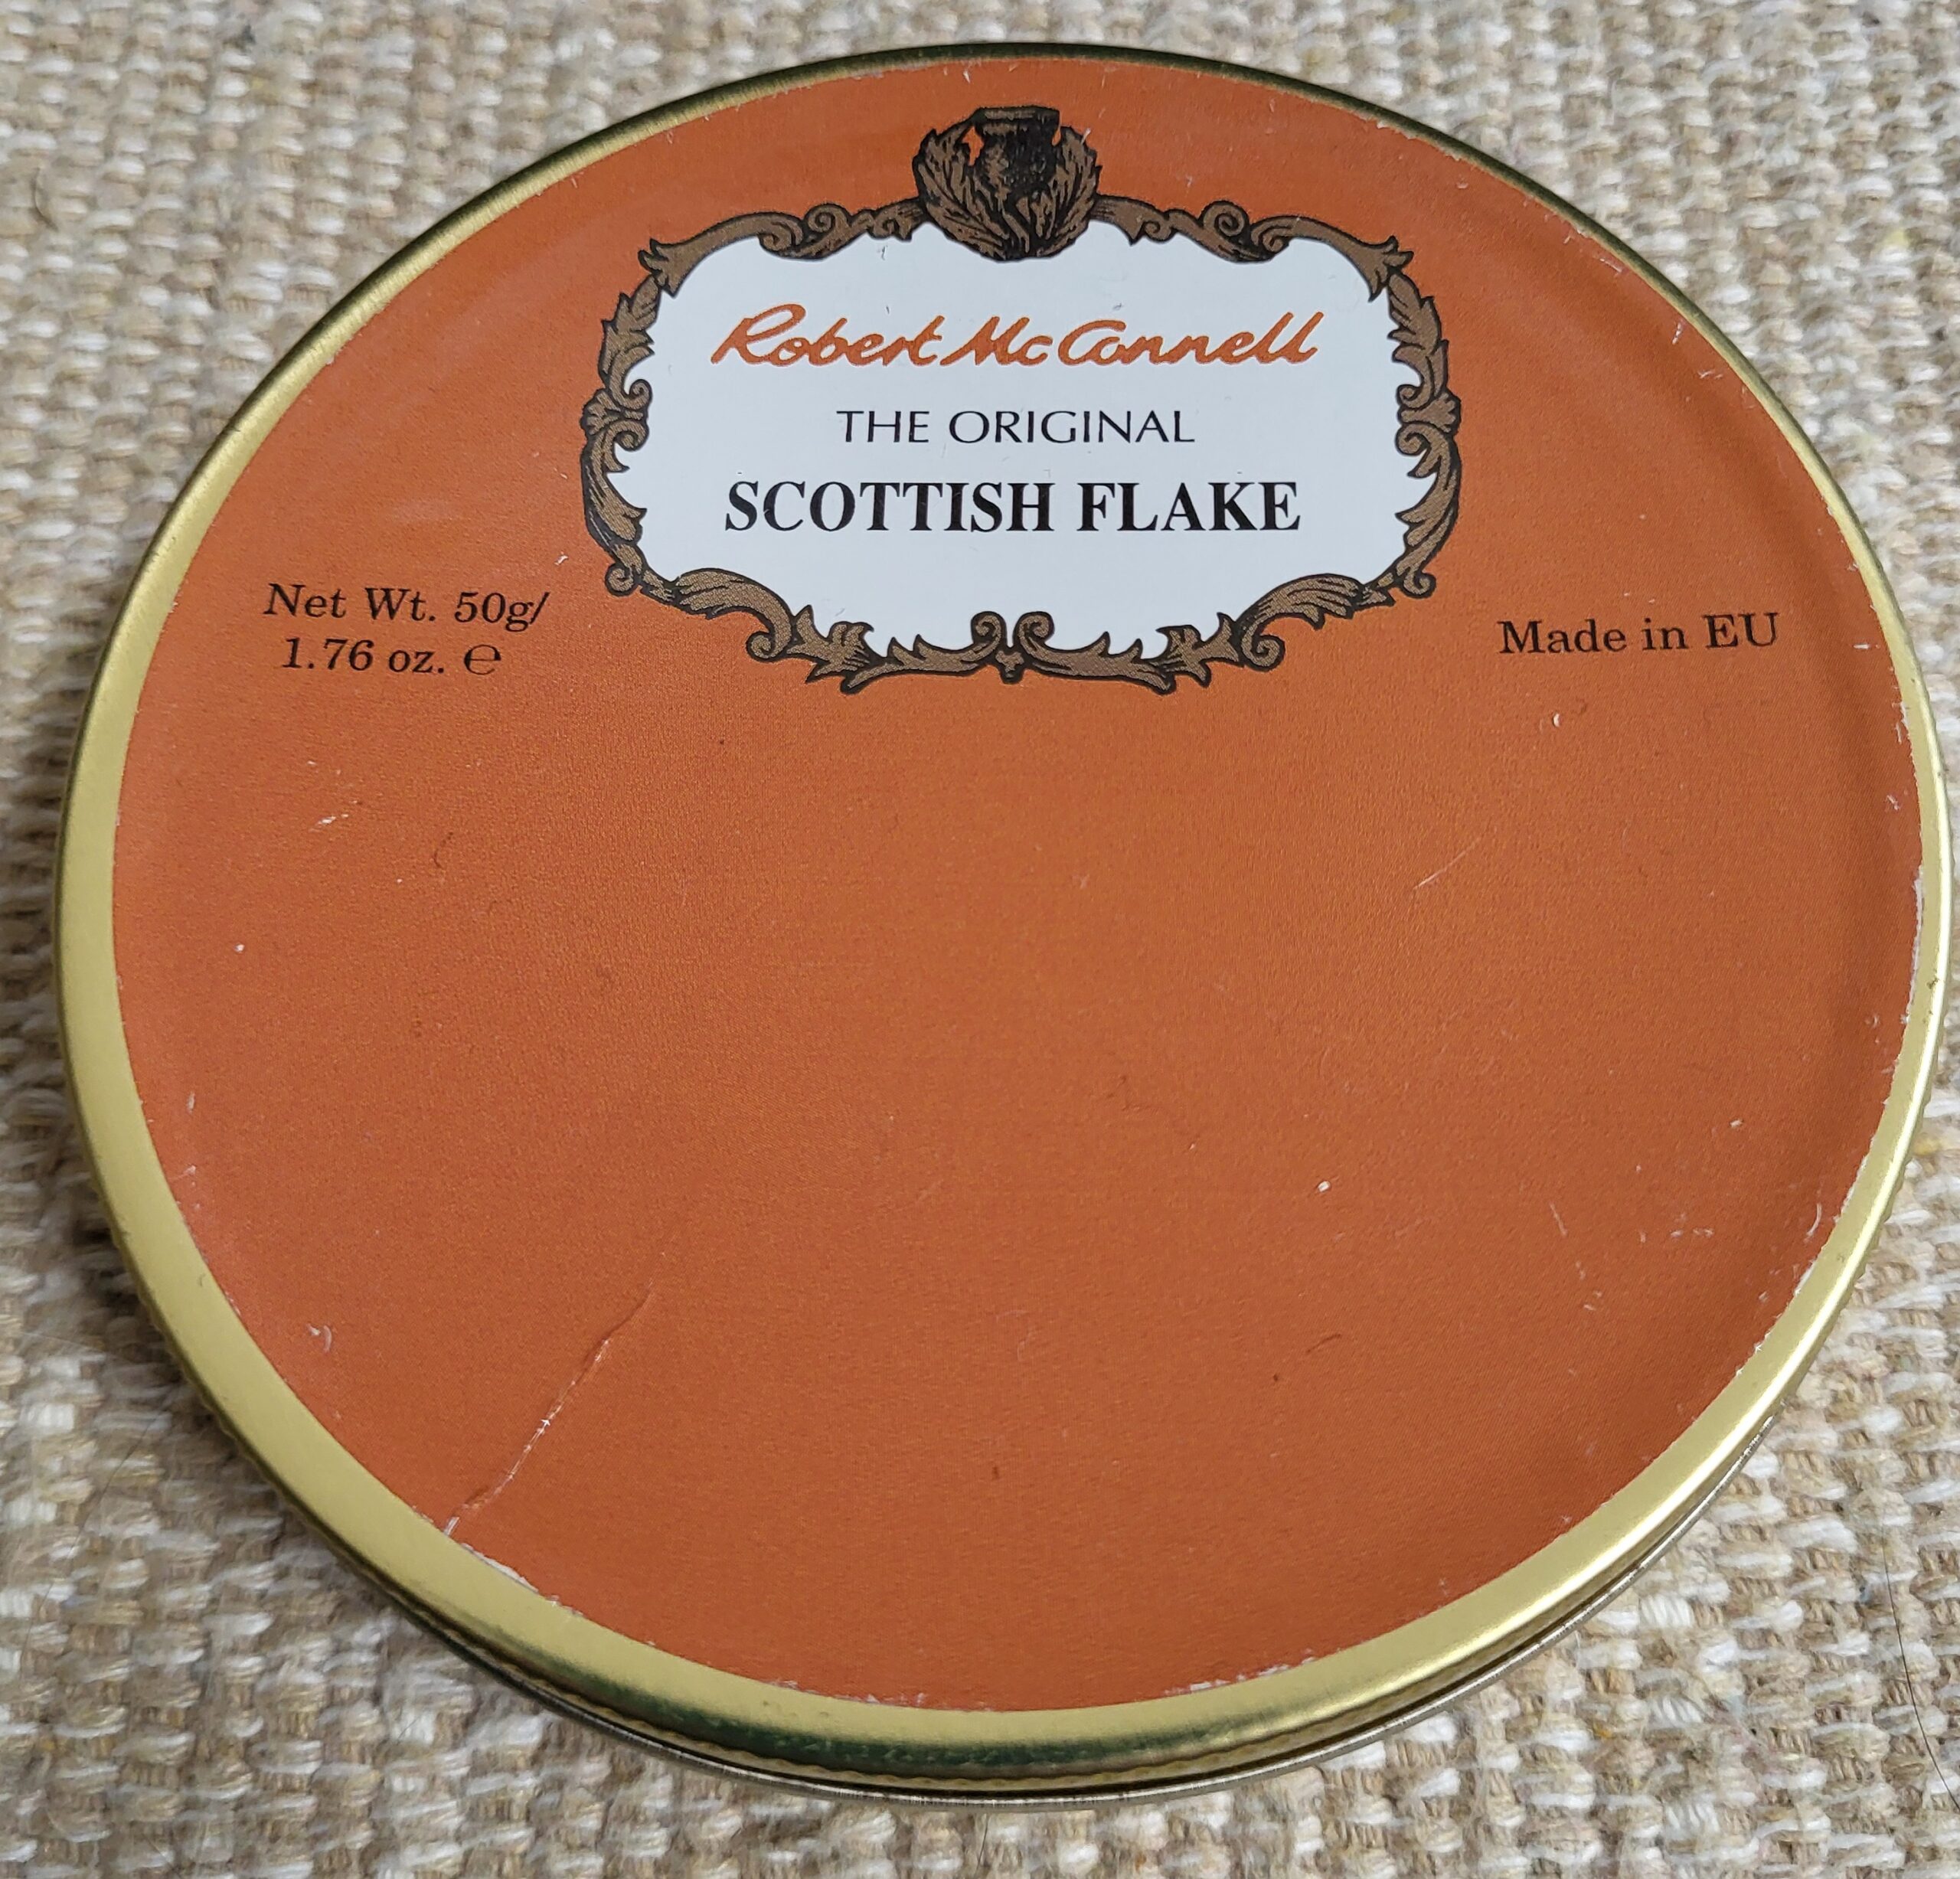 Robert McConnell
THE ORIGINAL
SCOTTISH FLAKE
Net Wt. 50g/
1.76 oz. ℮
Made in EU